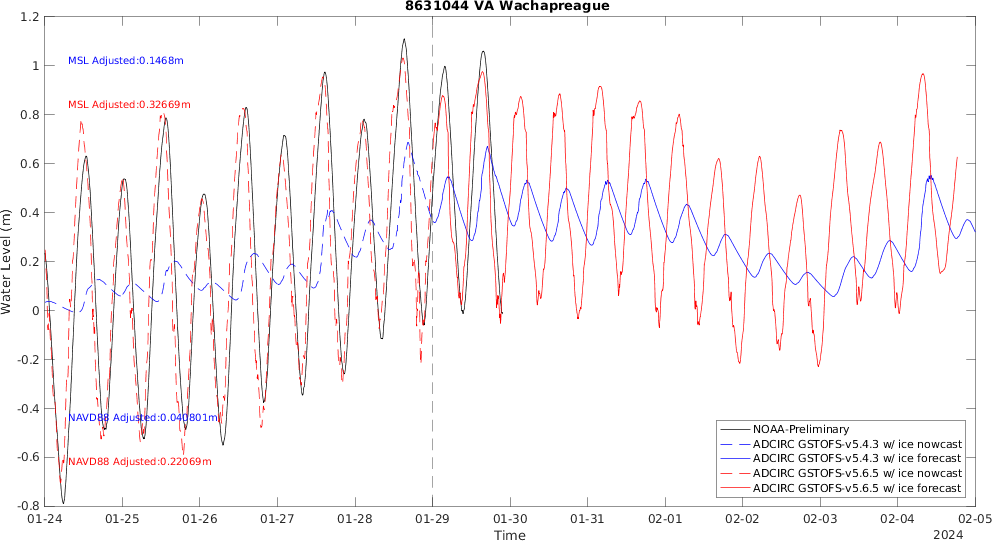 8631044 VA Wachapreague
1.2
1
0.8
0.6
0.4
0.2
0
-0.2
-0.4
-0.6
-0.8
Water Level (m)
MSL Adjusted:0.1468m
MSL Adjusted:0.32669m
NAVD88 Adjusted:0.040801m
NAVD88 Adjusted:0.22069m
NOAA-Preliminary
ADCIRC GSTOFS-v5.4.3 w/ ice nowcast
ADCIRC GSTOFS-v5.4.3 w/ ice forecast
ADCIRC GSTOFS-v5.6.5 w/ ice nowcast
ADCIRC GSTOFS-v5.6.5 w/ ice forecast
01-24 01-25 01-26 01-27 01-28 01-29 01-30 01-31 02-01 02-02 02-03 02-04 02-05
Time
2024